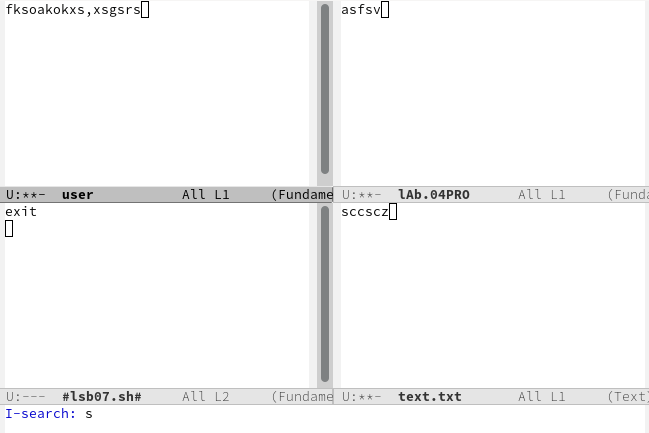 fksoakokxs,xsgsrs
asfsv
U:**-  user           All L1     (Fundame
U:**-  lAb.04PRO      All L1     (Funda
exit
sccscz
U:---  #lsb07.sh#     All L2     (Fundame
U:**-  text.txt       All L1     (Text)
I-search: s